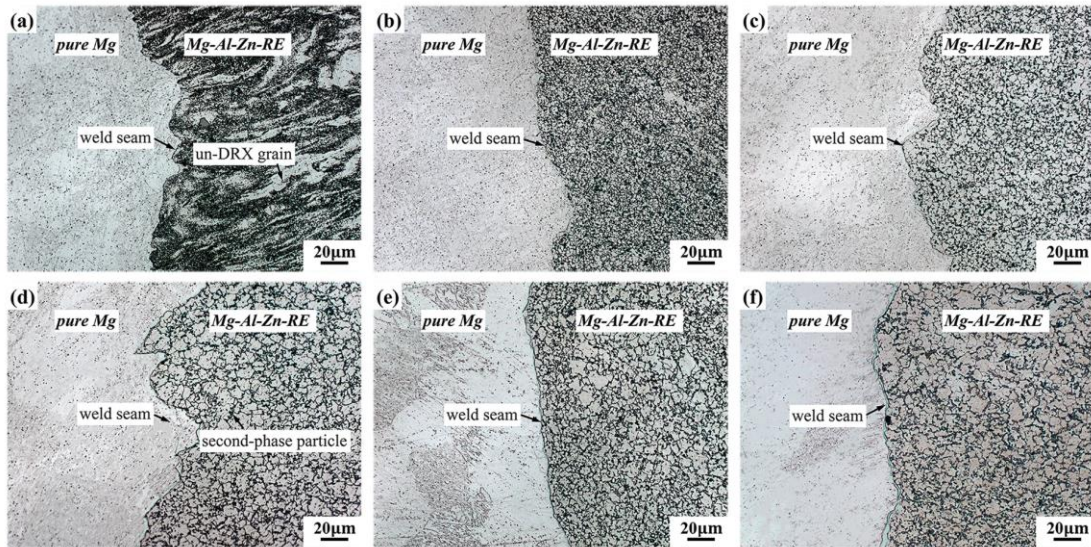 (a)
pure Mg
Mg-Al-Zn-RE
weld seam
un-DRX grain
20μm
(b)
pure Mg
Mg-Al-Zn-RE
weld seam
20μm
(c)
pure Mg
Mg-Al-Zn-RE
weld seam
20μm
(d)
pure Mg
Mg-Al-Zn-RE
weld seam
second-phase particle
20μm
(e)
pure Mg
Mg-Al-Zn-RE
weld seam
20μm
(f)
pure Mg
Mg-Al-Zn-RE
weld seam
20μm